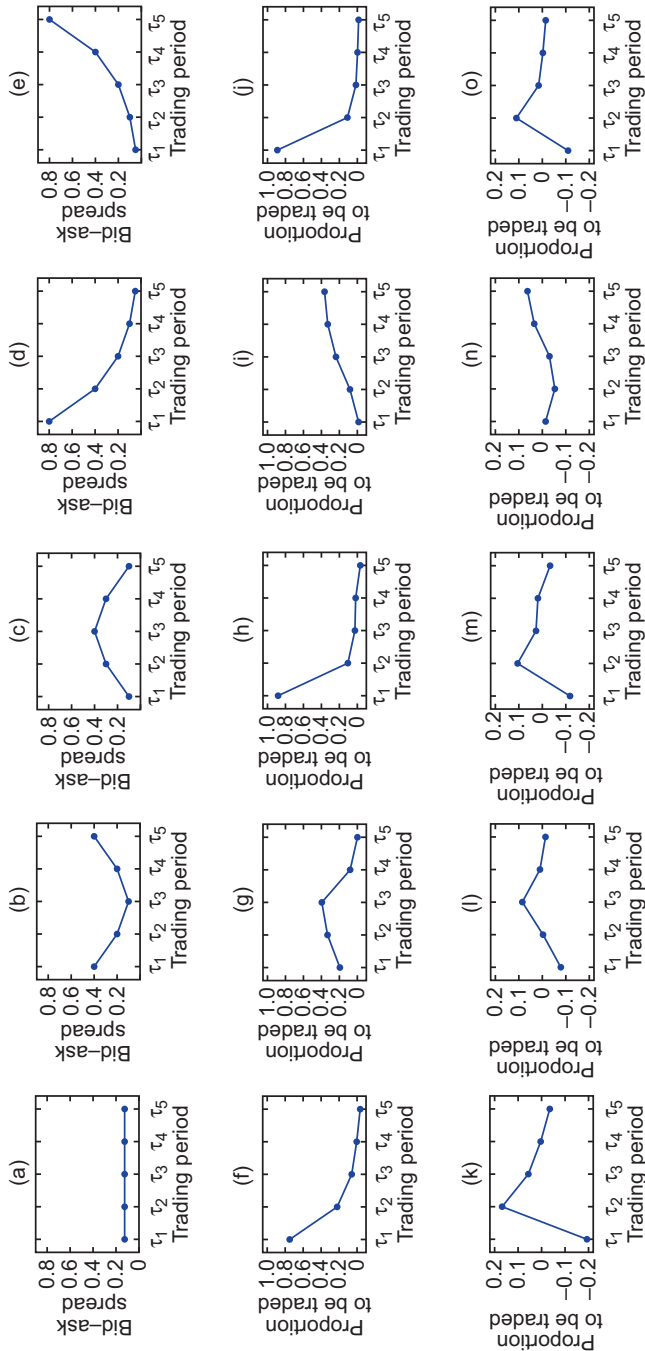 (a)
Bid–ask
spread
0.8
0.6
0.4
0.2
0
τ1 τ2 τ3 τ4 τ5
Trading period
(b)
Bid–ask
spread
0.8
0.6
0.4
0.2
τ1 τ2 τ3 τ4 τ5
Trading period
(c)
Bid–ask
spread
0.8
0.6
0.4
0.2
τ1 τ2 τ3 τ4 τ5
Trading period
(d)
Bid–ask
spread
0.8
0.6
0.4
0.2
τ1 τ2 τ3 τ4 τ5
Trading period
(e)
Bid–ask
spread
0.8
0.6
0.4
0.2
τ1 τ2 τ3 τ4 τ5
Trading period
(f)
Proportion
to be traded
1.0
0.8
0.6
0.4
0.2
0
τ1 τ2 τ3 τ4 τ5
Trading period
(g)
Proportion
to be traded
1.0
0.8
0.6
0.4
0.2
0
τ1 τ2 τ3 τ4 τ5
Trading period
(h)
Proportion
to be traded
1.0
0.8
0.6
0.4
0.2
0
τ1 τ2 τ3 τ4 τ5
Trading period
(i)
Proportion
to be traded
1.0
0.8
0.6
0.4
0.2
0
τ1 τ2 τ3 τ4 τ5
Trading period
(j)
Proportion
to be traded
1.0
0.8
0.6
0.4
0.2
0
τ1 τ2 τ3 τ4 τ5
Trading period
(k)
Proportion
to be traded
0.2
0.1
0
−0.1
−0.2
τ1 τ2 τ3 τ4 τ5
Trading period
(l)
Proportion
to be traded
0.2
0.1
0
−0.1
−0.2
τ1 τ2 τ3 τ4 τ5
Trading period
(m)
Proportion
to be traded
0.2
0.1
0
−0.1
−0.2
τ1 τ2 τ3 τ4 τ5
Trading period
(n)
Proportion
to be traded
0.2
0.1
0
−0.1
−0.2
τ1 τ2 τ3 τ4 τ5
Trading period
(o)
Proportion
to be traded
0.2
0.1
0
−0.1
−0.2
τ1 τ2 τ3 τ4 τ5
Trading period